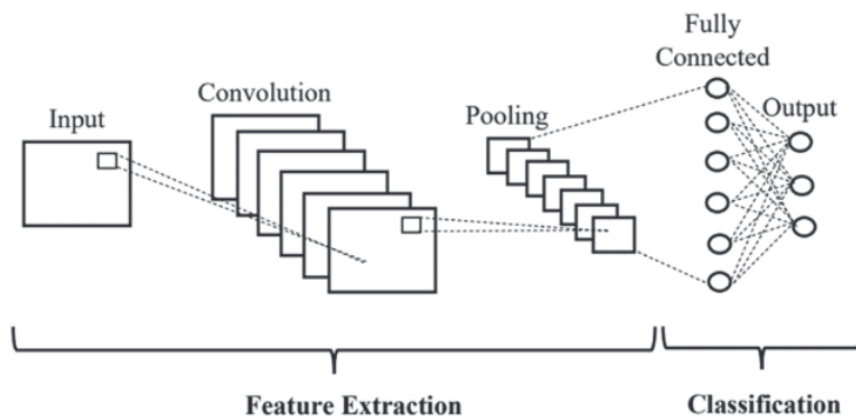 Fully
Connected
Convolution
Pooling
Output
Input
Feature Extraction
Classification